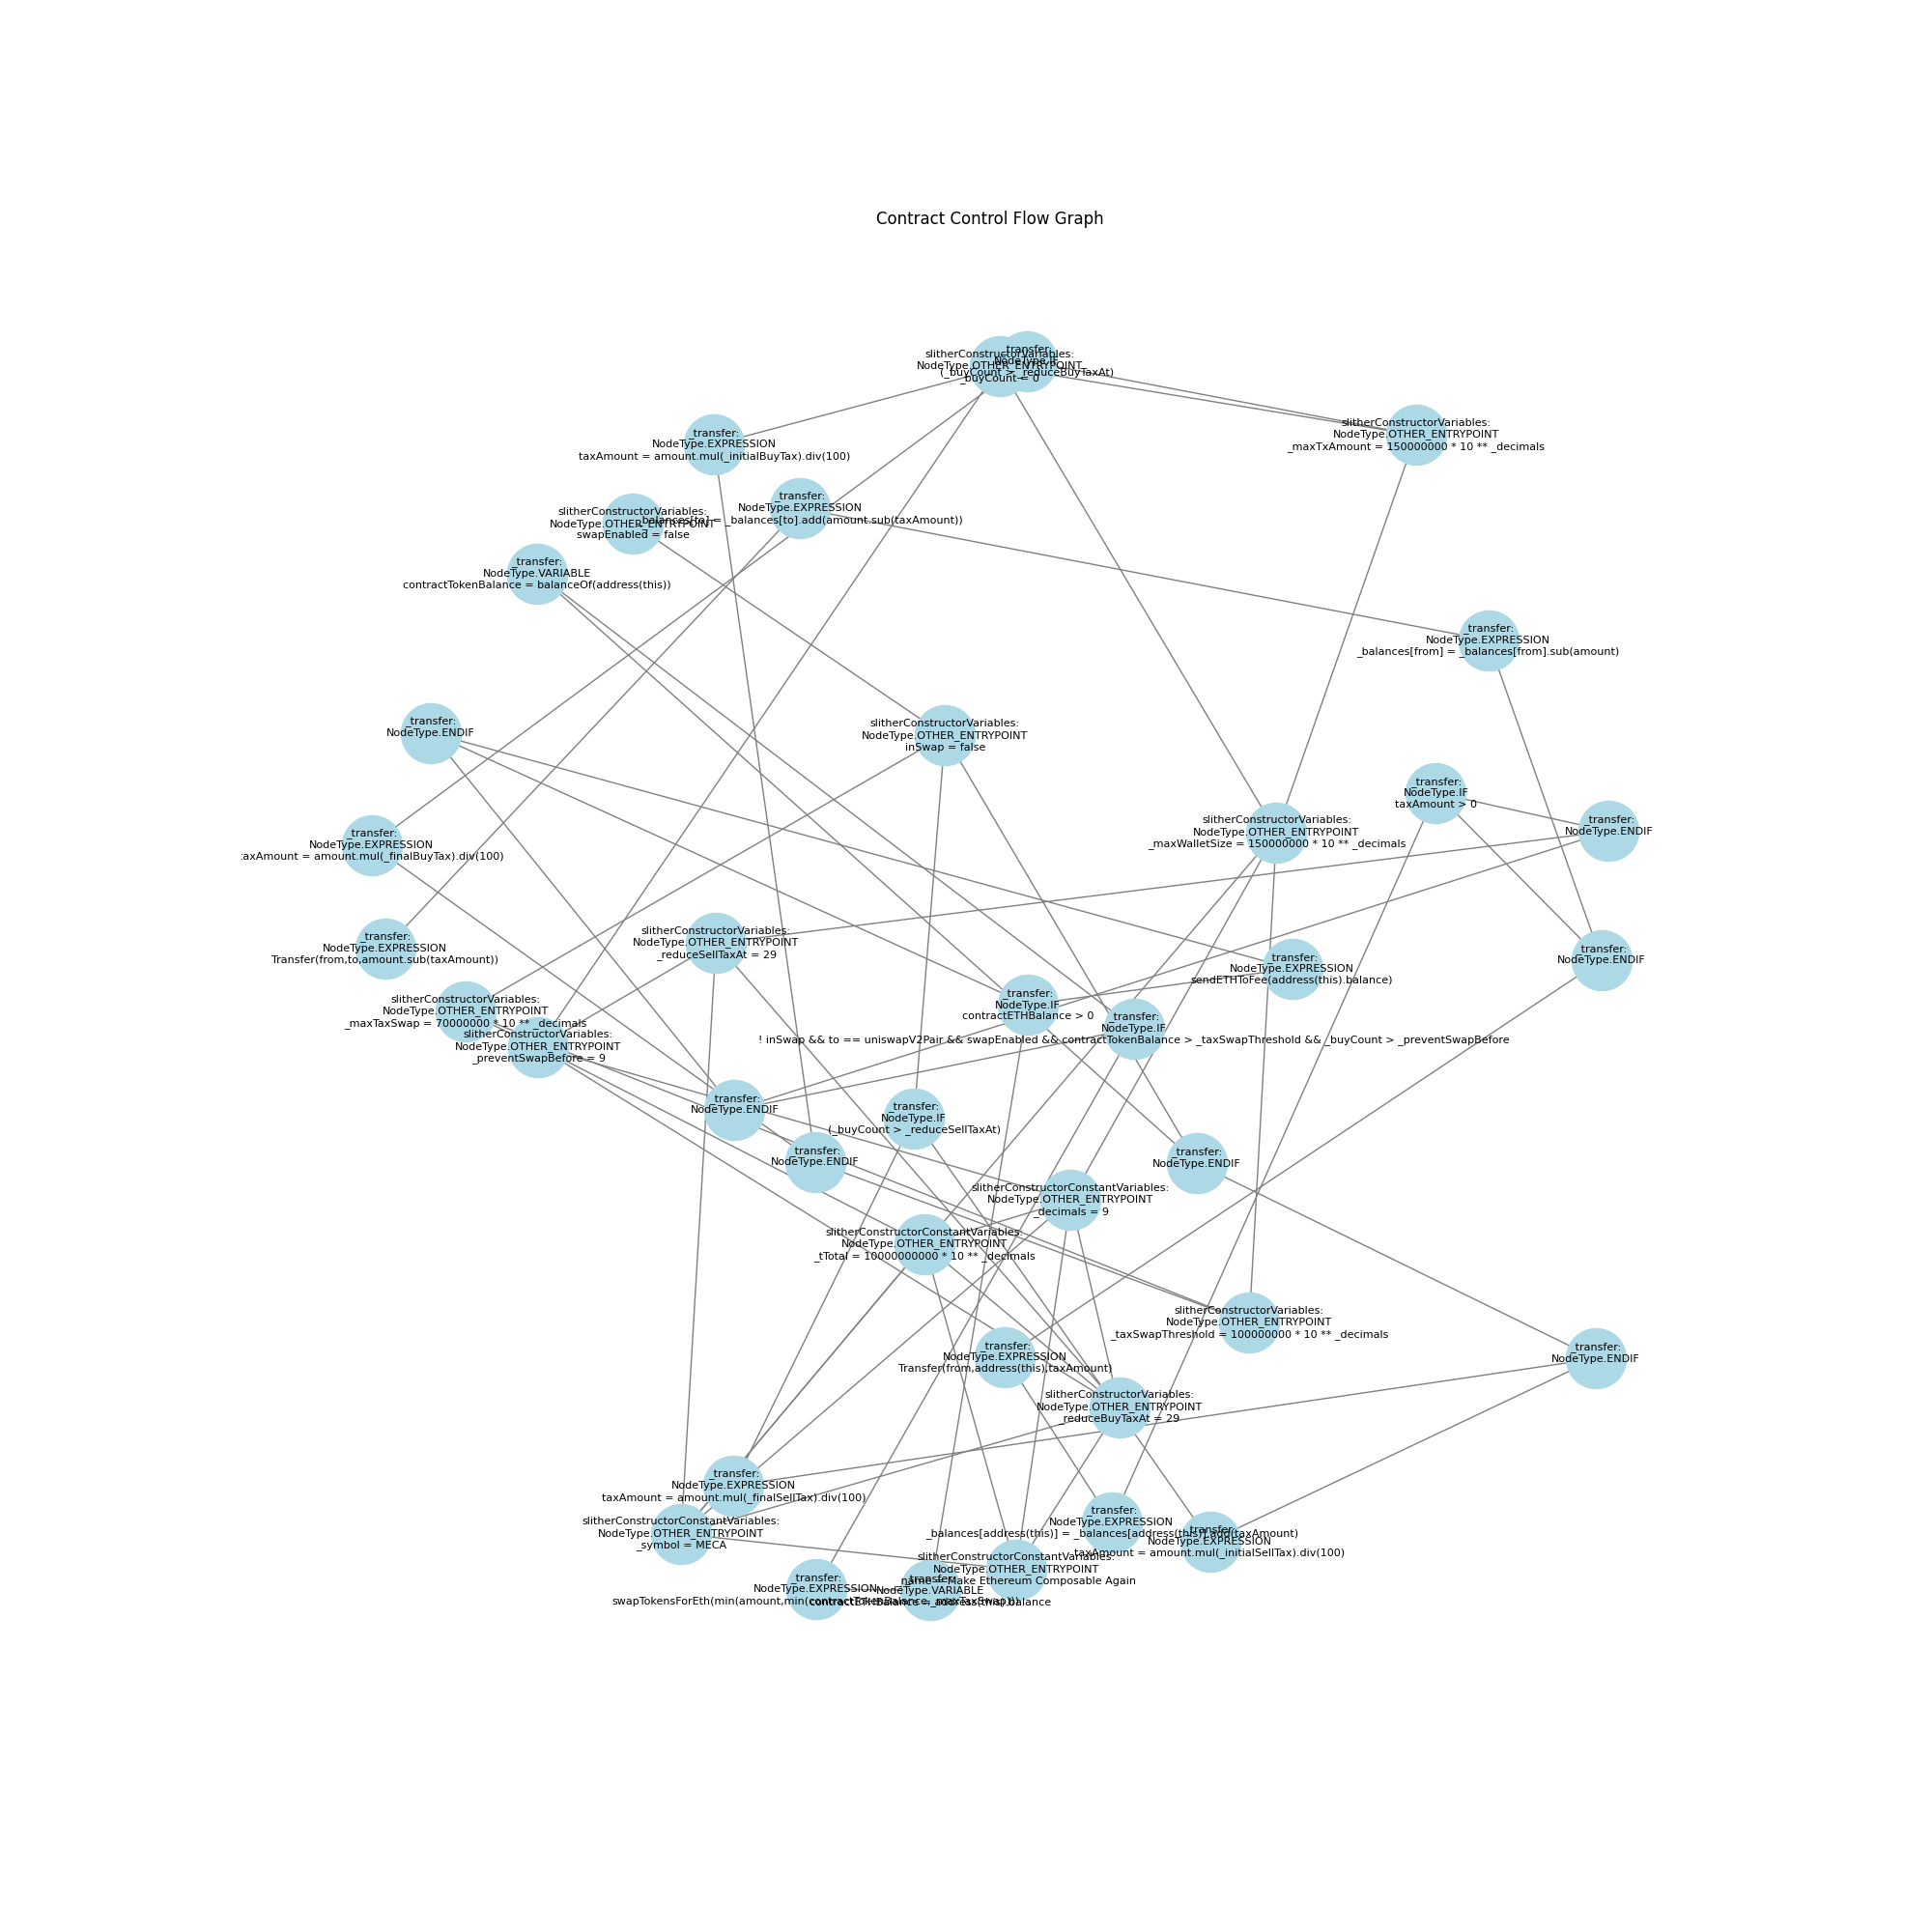 Contract Control Flow Graph
slitherConstructorVariables:
NodeType.OTHER_ENTRYPOINT
_buyCount = 0
_transfer:
NodeType.IF
(_buyCount > _reduceBuyTaxAt)
_transfer:
NodeType.EXPRESSION
taxAmount = amount.mul(_initialBuyTax).div(100)
slitherConstructorVariables:
NodeType.OTHER_ENTRYPOINT
_maxTxAmount = 150000000 * 10 ** _decimals
_transfer:
NodeType.EXPRESSION
_balances[to] = _balances[to].add(amount.sub(taxAmount))
slitherConstructorVariables:
NodeType.OTHER_ENTRYPOINT
swapEnabled = false
_transfer:
NodeType.VARIABLE
contractTokenBalance = balanceOf(address(this))
_transfer:
NodeType.EXPRESSION
_balances[from] = _balances[from].sub(amount)
_transfer:
NodeType.ENDIF
slitherConstructorVariables:
NodeType.OTHER_ENTRYPOINT
inSwap = false
_transfer:
NodeType.IF
taxAmount > 0
_transfer:
NodeType.ENDIF
slitherConstructorVariables:
NodeType.OTHER_ENTRYPOINT
_maxWalletSize = 150000000 * 10 ** _decimals
_transfer:
NodeType.EXPRESSION
taxAmount = amount.mul(_finalBuyTax).div(100)
_transfer:
NodeType.EXPRESSION
Transfer(from,to,amount.sub(taxAmount))
slitherConstructorVariables:
NodeType.OTHER_ENTRYPOINT
_reduceSellTaxAt = 29
_transfer:
NodeType.EXPRESSION
sendETHToFee(address(this).balance)
_transfer:
NodeType.ENDIF
slitherConstructorVariables:
NodeType.OTHER_ENTRYPOINT
_maxTaxSwap = 70000000 * 10 ** _decimals
slitherConstructorVariables:
NodeType.OTHER_ENTRYPOINT
_preventSwapBefore = 9
_transfer:
NodeType.IF
contractETHBalance > 0
_transfer:
NodeType.IF
! inSwap && to == uniswapV2Pair && swapEnabled && contractTokenBalance > _taxSwapThreshold && _buyCount > _preventSwapBefore
_transfer:
NodeType.ENDIF
_transfer:
NodeType.IF
(_buyCount > _reduceSellTaxAt)
_transfer:
NodeType.ENDIF
_transfer:
NodeType.ENDIF
slitherConstructorConstantVariables:
NodeType.OTHER_ENTRYPOINT
_decimals = 9
slitherConstructorConstantVariables:
NodeType.OTHER_ENTRYPOINT
_tTotal = 10000000000 * 10 ** _decimals
slitherConstructorVariables:
NodeType.OTHER_ENTRYPOINT
_taxSwapThreshold = 100000000 * 10 ** _decimals
_transfer:
NodeType.EXPRESSION
Transfer(from,address(this),taxAmount)
_transfer:
NodeType.ENDIF
slitherConstructorVariables:
NodeType.OTHER_ENTRYPOINT
_reduceBuyTaxAt = 29
_transfer:
NodeType.EXPRESSION
taxAmount = amount.mul(_finalSellTax).div(100)
slitherConstructorConstantVariables:
NodeType.OTHER_ENTRYPOINT
_symbol = MECA
_transfer:
NodeType.EXPRESSION
_balances[address(this)] = _balances[address(this)].add(taxAmount)
_transfer:
NodeType.EXPRESSION
taxAmount = amount.mul(_initialSellTax).div(100)
slitherConstructorConstantVariables:
NodeType.OTHER_ENTRYPOINT
_name = Make Ethereum Composable Again
_transfer:
NodeType.EXPRESSION
swapTokensForEth(min(amount,min(contractTokenBalance,_maxTaxSwap)))
_transfer:
NodeType.VARIABLE
contractETHBalance = address(this).balance